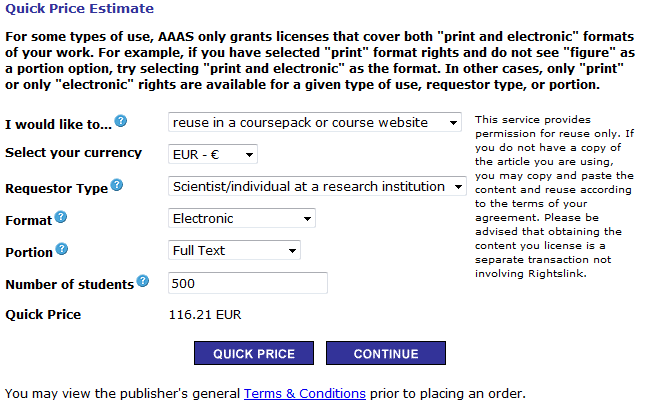 Quick Price Estimate
For some types of use, AAAS only grants licenses that cover both "print and electronic" formats
of your work. For example, if you have selected "print" format rights and do not see "figure" as
a portion option, try selecting "print and electronic" as the format. In other cases, only "print"
or only "electronic" rights are available for a given type of use, requestor type, or portion.
I would like to... ? reuse in a coursepack or course website
Select your currency EUR - €
Requestor Type ? Scientist/individual at a research institution
Format ? Electronic
Portion ? Full Text
Number of students ? 500
Quick Price 116.21 EUR
This service provides
permission for reuse only. If
you do not have a copy of
the article you are using,
you may copy and paste the
content and reuse according
to the terms of your
agreement. Please be
advised that obtaining the
content you license is a
separate transaction not
involving Rightslink.
QUICK PRICE CONTINUE
You may view the publisher's general Terms & Conditions prior to placing an order.